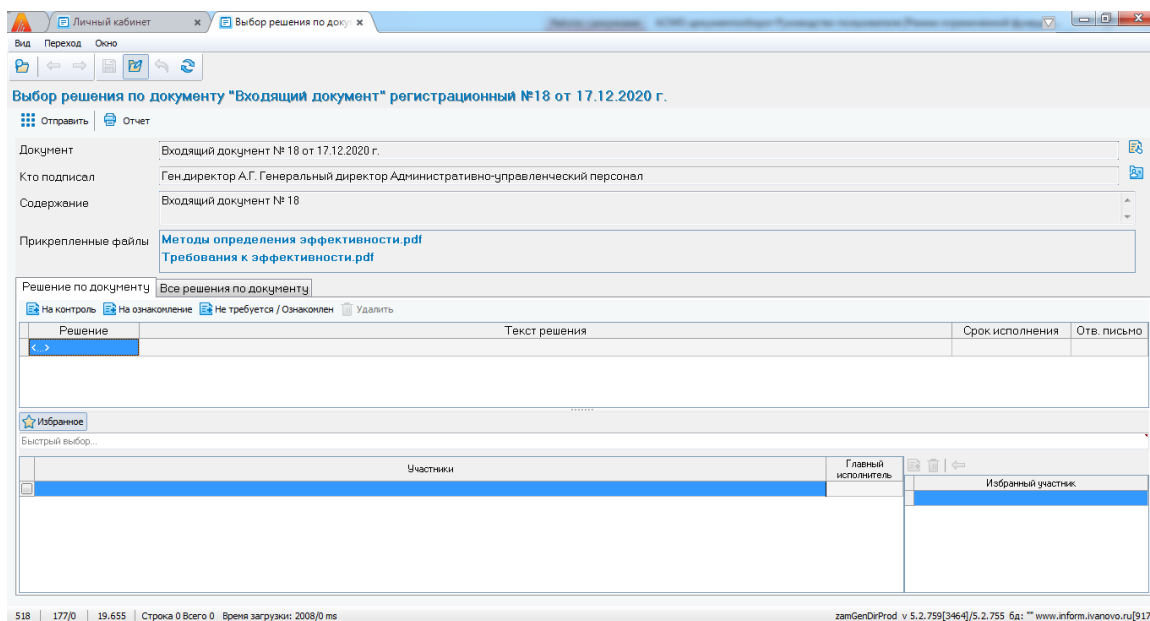 Личный кабинет
Выбор решения по доку
Вид Переход Окно
Выбор решения по документу "Входящий документ" регистрационный №18 от 17.12.2020 г.
Отправить Отчет
Документ Входящий документ № 18 от 17.12.2020 г.
Кто подписал Ген.директор А.Г. Генеральный директор Административно-управленческий персонал
Содержание Входящий документ № 18
Прикрепленные файлы Методы определения эффективности.pdf
Требования к эффективности.pdf
Решение по документу Все решения по документу
На контроль На ознакомление Не требуется / Ознакомлен Удалить
Решение Текст решения Срок исполнения Отв. письмо
<...>
Избранное
Быстрый выбор...
Участники Главный исполнитель
Избранный участник
518 177/0 19.655 Строка 0 Всего 0 Время загрузки: 2008/0 ms zamGenDirProd v 5.2.759[3464]/5.2.755 бд: "" www.inform.ivanovo.ru[917